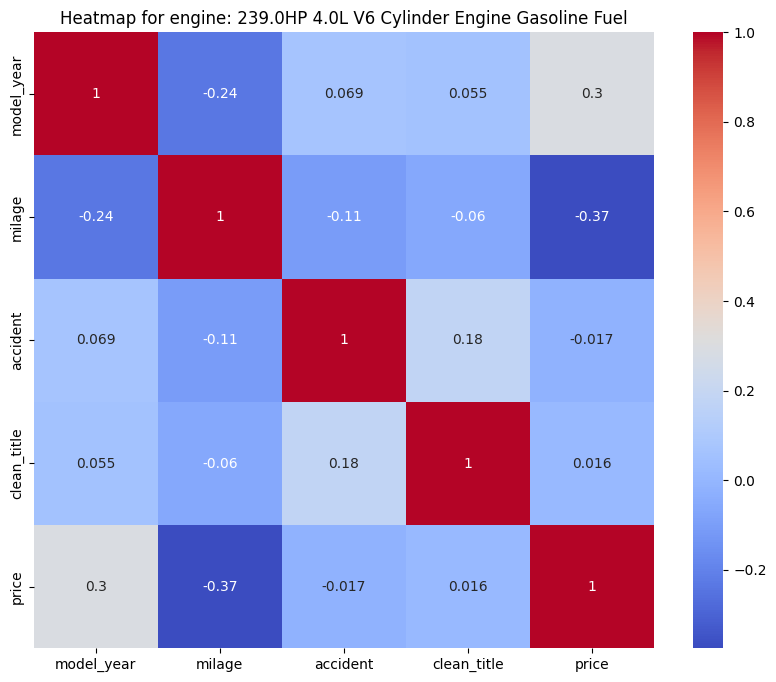 Heatmap for engine: 239.0HP 4.0L V6 Cylinder Engine Gasoline Fuel
model_year 1 -0.24 0.069 0.055 0.3
milage -0.24 1 -0.11 -0.06 -0.37
accident 0.069 -0.11 1 0.18 -0.017
clean_title 0.055 -0.06 0.18 1 0.016
price 0.3 -0.37 -0.017 0.016 1
model_year milage accident clean_title price
1.0
0.8
0.6
0.4
0.2
0.0
−0.2